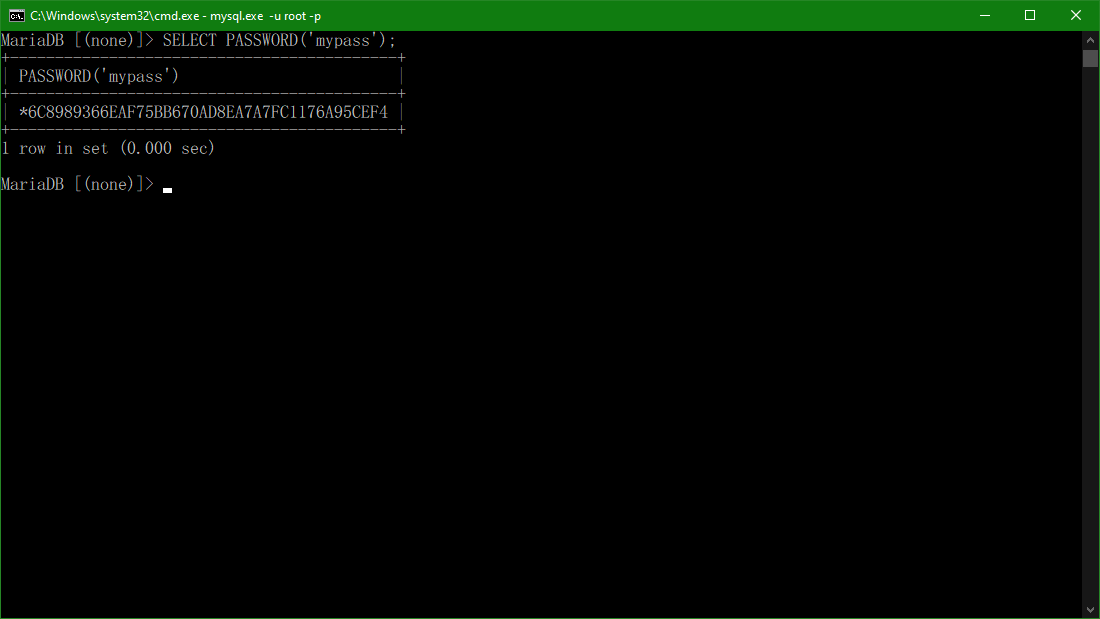 C:\Windows\system32\cmd.exe - mysql.exe -u root -p
MariaDB [(none)]> SELECT PASSWORD('mypass');
+-------------------------------------------+
| PASSWORD('mypass')                        |
+-------------------------------------------+
| *6C8989366EAF75BB670AD8EA7A7FC1176A95CEF4 |
+-------------------------------------------+
1 row in set (0.000 sec)
MariaDB [(none)]>